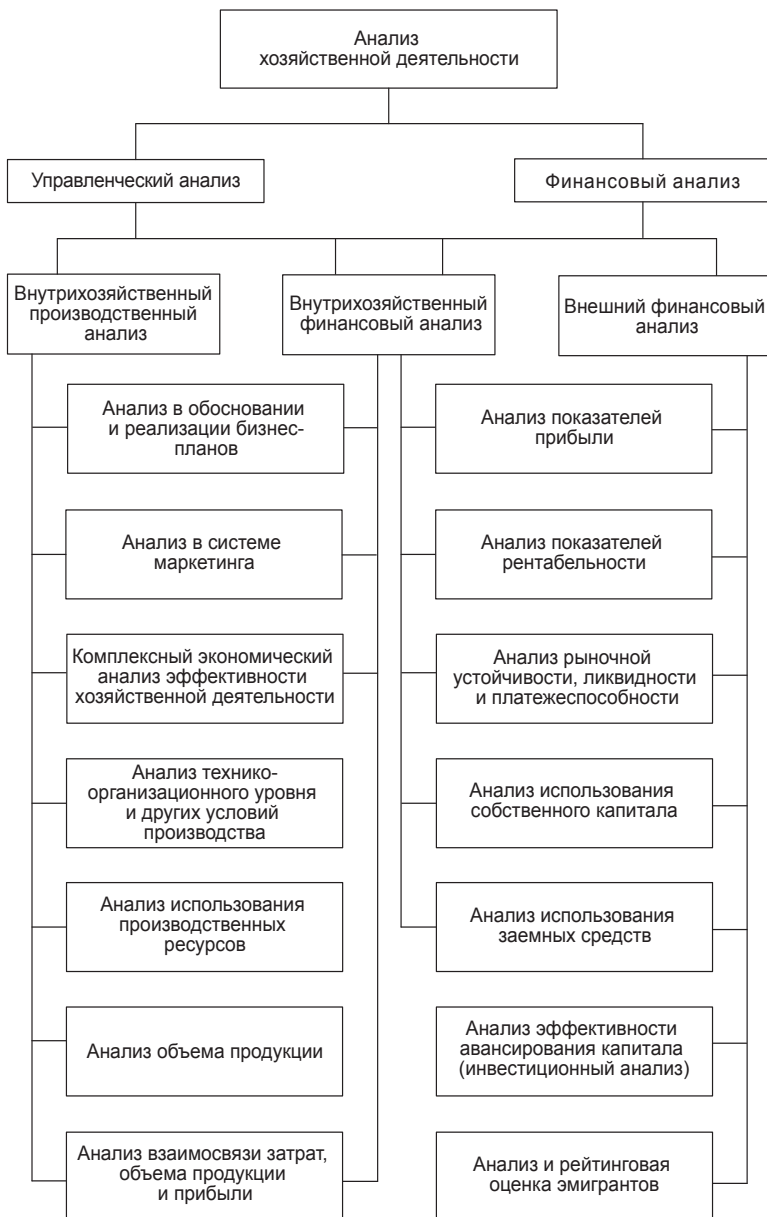 Анализ
хозяйственной деятельности
Управленческий анализ
Финансовый анализ
Внутрихозяйственный
производственный
анализ
Внутрихозяйственный
финансовый анализ
Внешний финансовый
анализ
Анализ в обосновании
и реализации бизнес-
планов
Анализ показателей
прибыли
Анализ в системе
маркетинга
Анализ показателей
рентабельности
Комплексный экономический
анализ эффективности
хозяйственной деятельности
Анализ рыночной
устойчивости, ликвидности
и платежеспособности
Анализ технико-
организационного уровня
и других условий
производства
Анализ использования
собственного капитала
Анализ использования
производственных
ресурсов
Анализ использования
заемных средств
Анализ объема продукции
Анализ эффективности
авансирования капитала
(инвестиционный анализ)
Анализ взаимосвязи затрат,
объема продукции
и прибыли
Анализ и рейтинговая
оценка эмигрантов